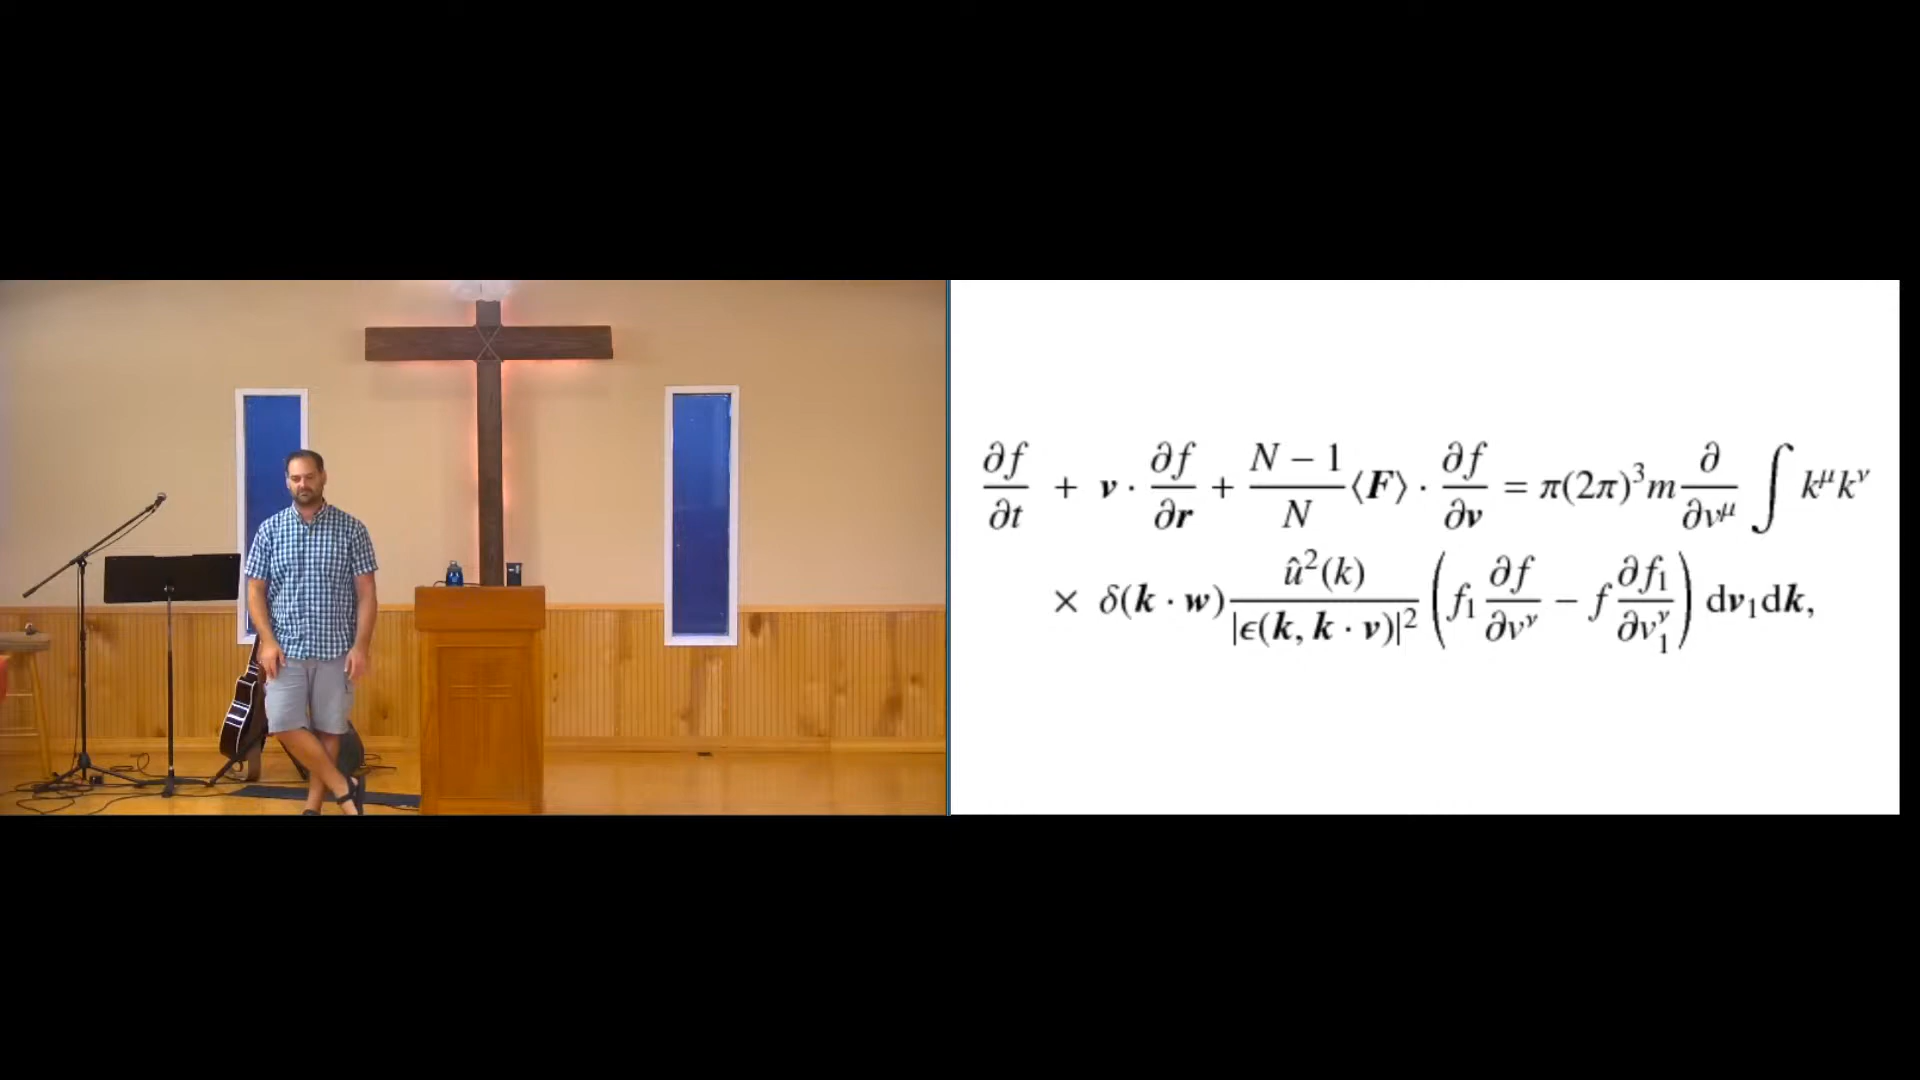 ∂f/∂t + v · ∂f/∂r + (N − 1)/N ⟨F⟩ · ∂f/∂v = π(2π)³m ∂/∂v^μ ∫ k^μ k^ν
× δ(k · w) û²(k)/|ϵ(k, k · v)|² (f₁ ∂f/∂v^ν − f ∂f₁/∂v₁^ν) dv₁dk,